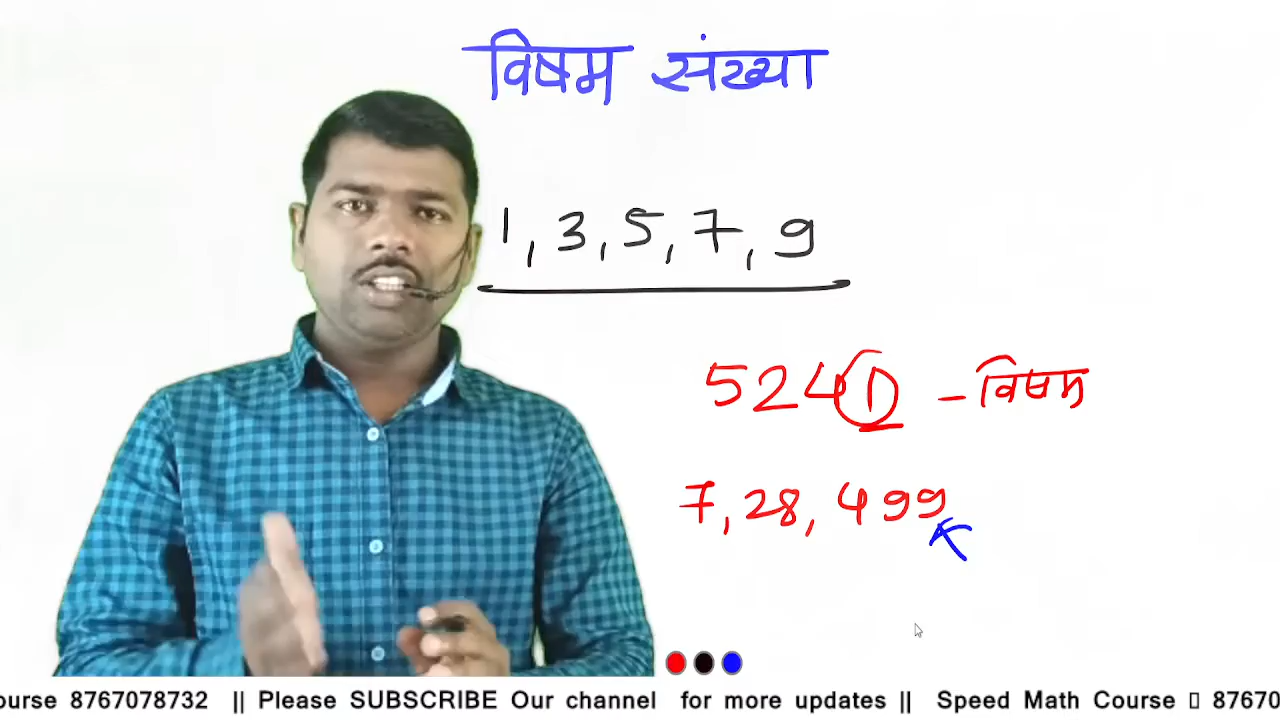 विषम संख्या
1, 3, 5, 7, 9
5241 – विषम
7, 28, 499
ourse 8767078732 || Please SUBSCRIBE Our channel for more updates || Speed Math Course ▯ 87670